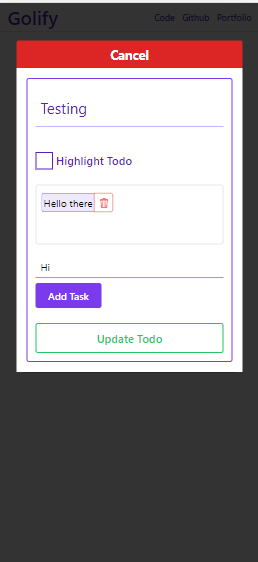 Golify
Code Github Portfolio
Cancel
Testing
Highlight Todo
Hello there
Hi
Add Task
Update Todo